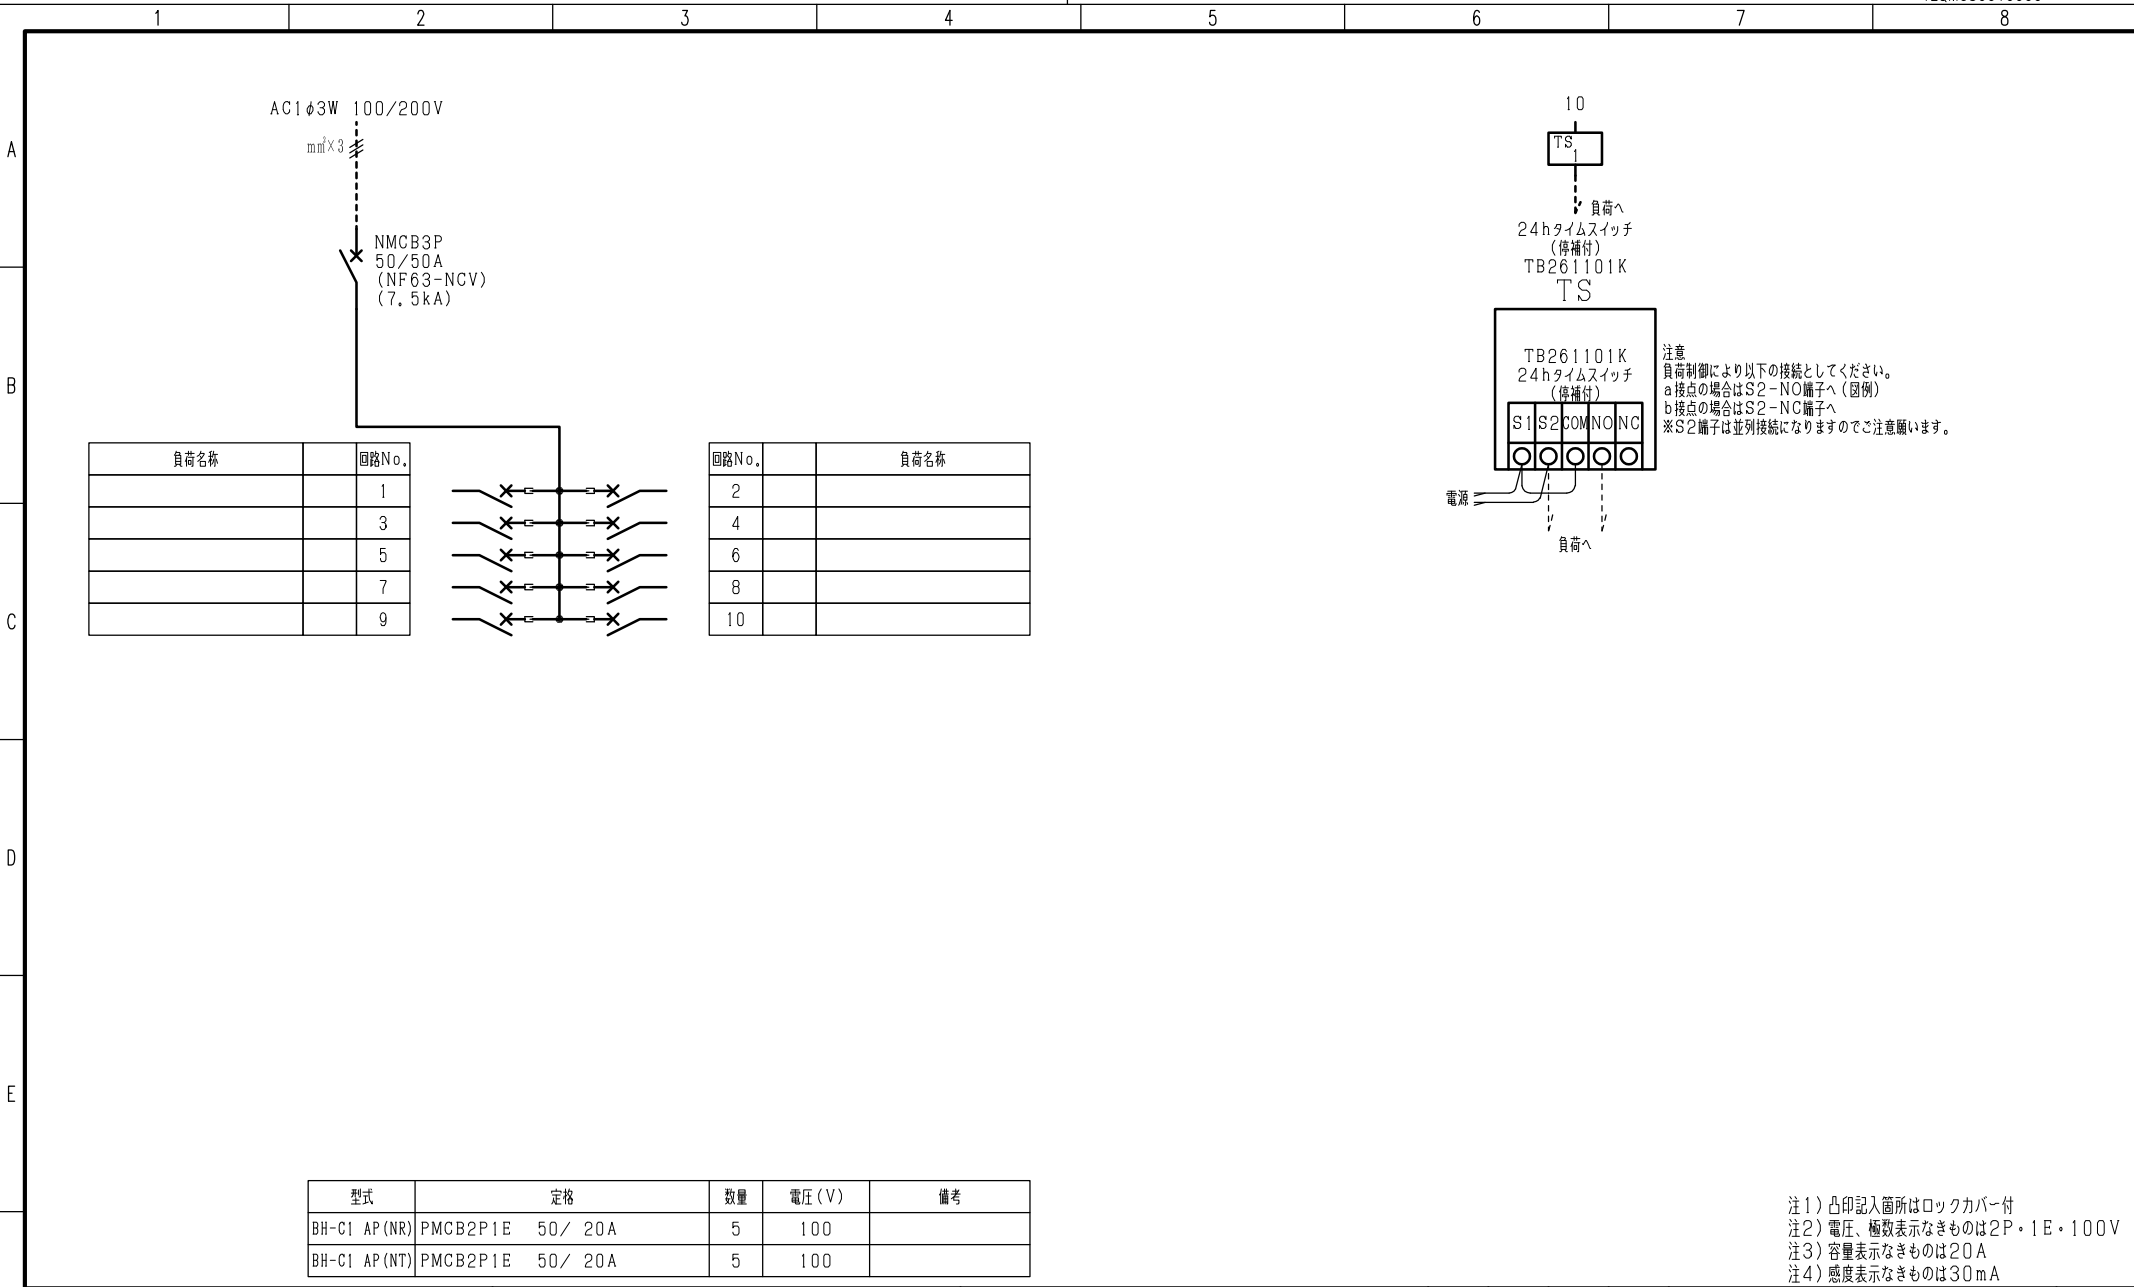 1 2 3 4 5 6 7 8
A
B
C
D
E
AC1φ3W 100/200V
mm²×3
NMCB3P
50/50A
(NF63-NCV)
(7.5kA)
負荷名称 回路No.
1
3
5
7
9
回路No. 負荷名称
2
4
6
8
10
10
TS
1
負荷へ
24hタイムスイッチ
(停補付)
TB261101K
TS
TB261101K
24hタイムスイッチ
(停補付)
S1 S2 COM NO NC
電源
負荷へ
注意
負荷制御により以下の接続としてください。
a接点の場合はS2-NO端子へ(図例)
b接点の場合はS2-NC端子へ
※S2端子は並列接続になりますのでご注意願います。
型式 定格 数量 電圧(V) 備考
BH-C1 AP(NR) PMCB2P1E 50/ 20A 5 100
BH-C1 AP(NT) PMCB2P1E 50/ 20A 5 100
注1)凸印記入箇所はロックカバー付
注2)電圧、極数表示なきものは2P・1E・100V
注3)容量表示なきものは20A
注4)感度表示なきものは30mA